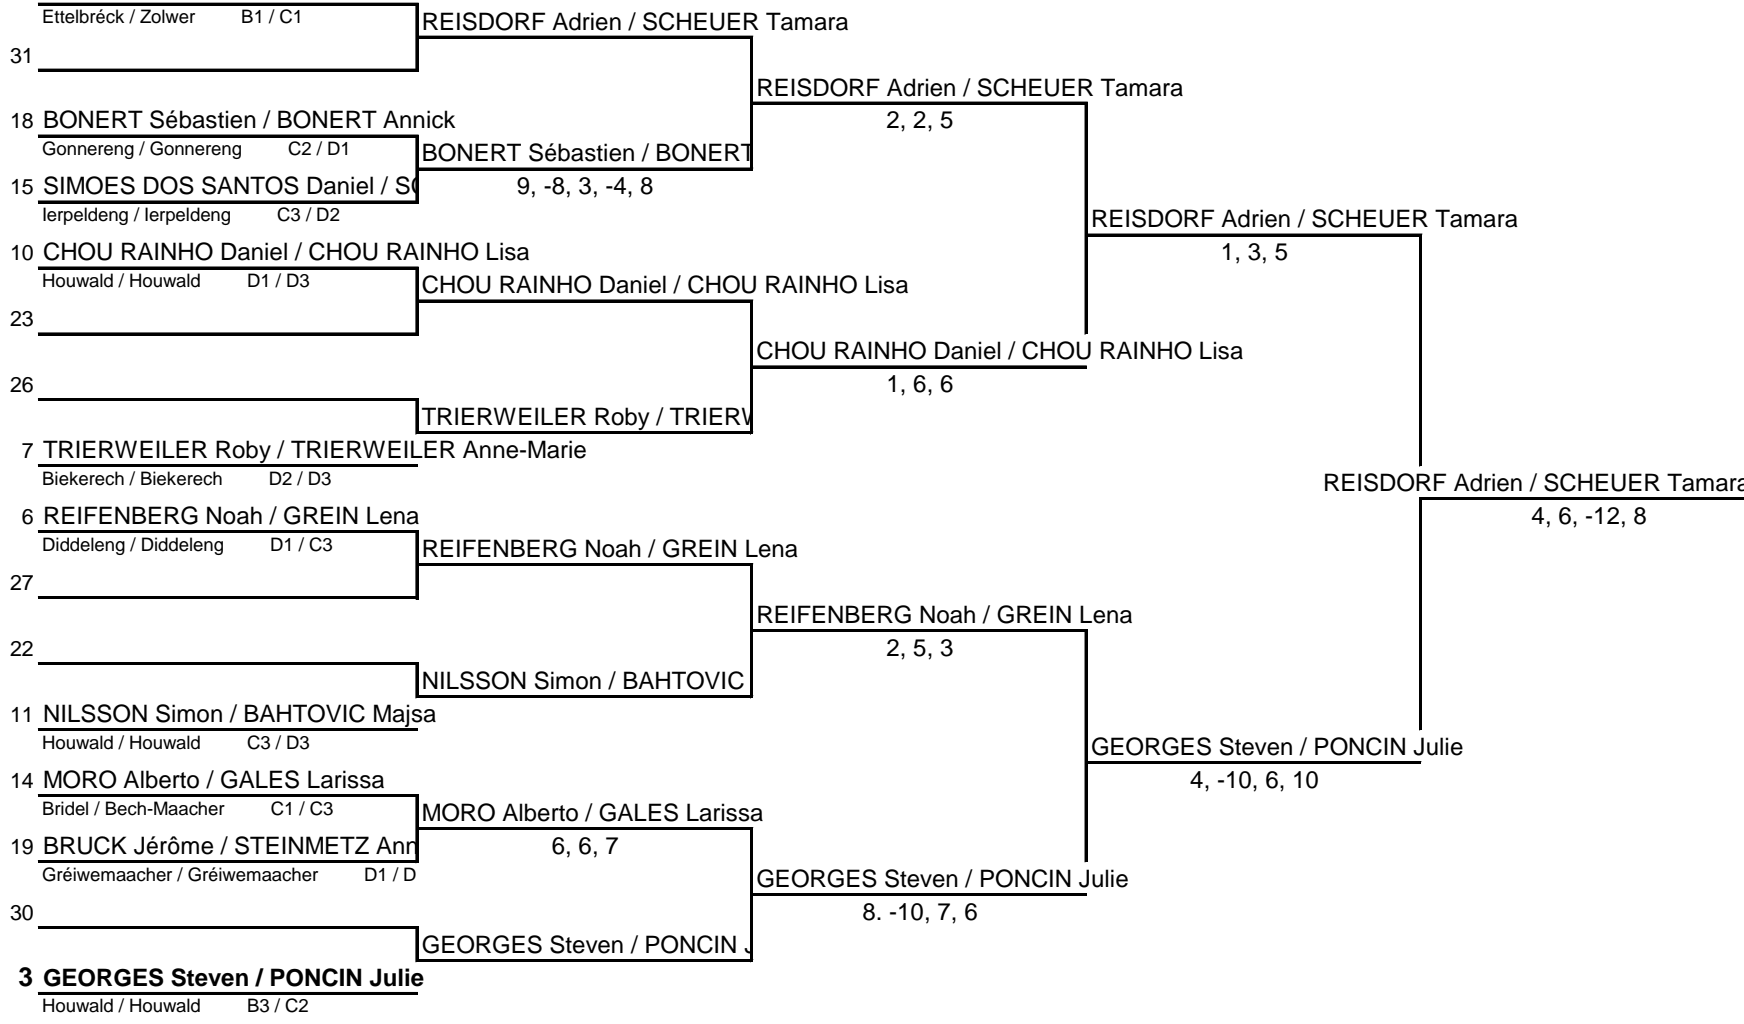 Ettelbréck / Zolwer B1 / C1
REISDORF Adrien / SCHEUER Tamara
31
REISDORF Adrien / SCHEUER Tamara
2, 2, 5
18 BONERT Sébastien / BONERT Annick
Gonnereng / Gonnereng C2 / D1
BONERT Sébastien / BONERT
9, -8, 3, -4, 8
15 SIMOES DOS SANTOS Daniel /
Ierpeldeng / Ierpeldeng C3 / D2
REISDORF Adrien / SCHEUER Tamara
1, 3, 5
10 CHOU RAINHO Daniel / CHOU RAINHO Lisa
Houwald / Houwald D1 / D3
CHOU RAINHO Daniel / CHOU RAINHO Lisa
23
CHOU RAINHO Daniel / CHOU RAINHO Lisa
1, 6, 6
26
TRIERWEILER Roby /
7 TRIERWEILER Roby / TRIERWEILER Anne-Marie
Biekerech / Biekerech D2 / D3
REISDORF Adrien / SCHEUER Tamara
4, 6, -12, 8
6 REIFENBERG Noah / GREIN Lena
Diddeleng / Diddeleng D1 / C3
REIFENBERG Noah / GREIN Lena
27
REIFENBERG Noah / GREIN Lena
2, 5, 3
22
NILSSON Simon / BAHTOVIC
11 NILSSON Simon / BAHTOVIC Majsa
Houwald / Houwald C3 / D3
GEORGES Steven / PONCIN Julie
4, -10, 6, 10
14 MORO Alberto / GALES Larissa
Bridel / Bech-Maacher C1 / C3
MORO Alberto / GALES Larissa
6, 6, 7
19 BRUCK Jérôme / STEINMETZ Ann
Gréiwemaacher / Gréiwemaacher D1 / D
GEORGES Steven / PONCIN Julie
8. -10, 7, 6
30
GEORGES Steven / PONCIN
3 GEORGES Steven / PONCIN Julie
Houwald / Houwald B3 / C2